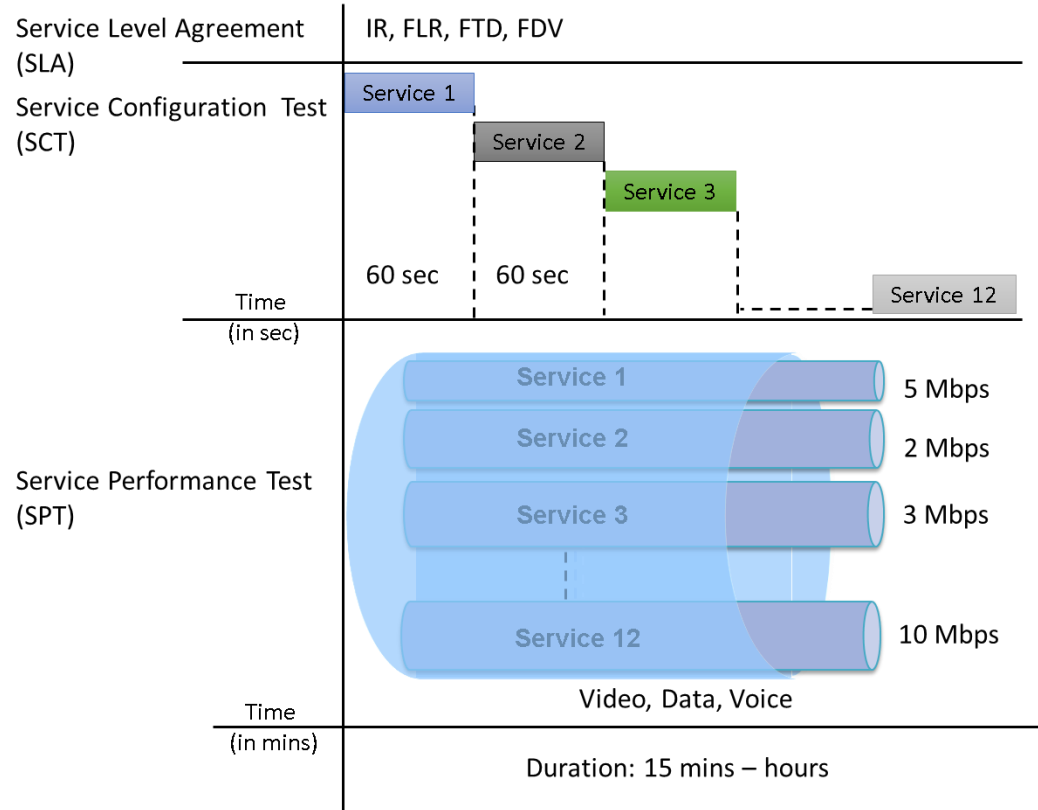 Service Level Agreement
(SLA)
IR, FLR, FTD, FDV
Service Configuration Test
(SCT)
Service 1
Service 2
Service 3
60 sec
60 sec
Service 12
Time
(in sec)
Service Performance Test
(SPT)
Service 1
5 Mbps
Service 2
2 Mbps
Service 3
3 Mbps
Service 12
10 Mbps
Video, Data, Voice
Time
(in mins)
Duration: 15 mins – hours